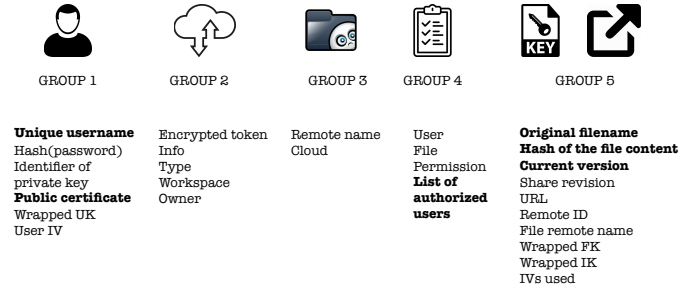 KEY
GROUP 1
GROUP 2
GROUP 3
GROUP 4
GROUP 5
Unique username
Hash(password)
Identifier of
private key
Public certificate
Wrapped UK
User IV
Encrypted token
Info
Type
Workspace
Owner
Remote name
Cloud
User
File
Permission
List of
authorized
users
Original filename
Hash of the file content
Current version
Share revision
URL
Remote ID
File remote name
Wrapped FK
Wrapped IK
IVs used